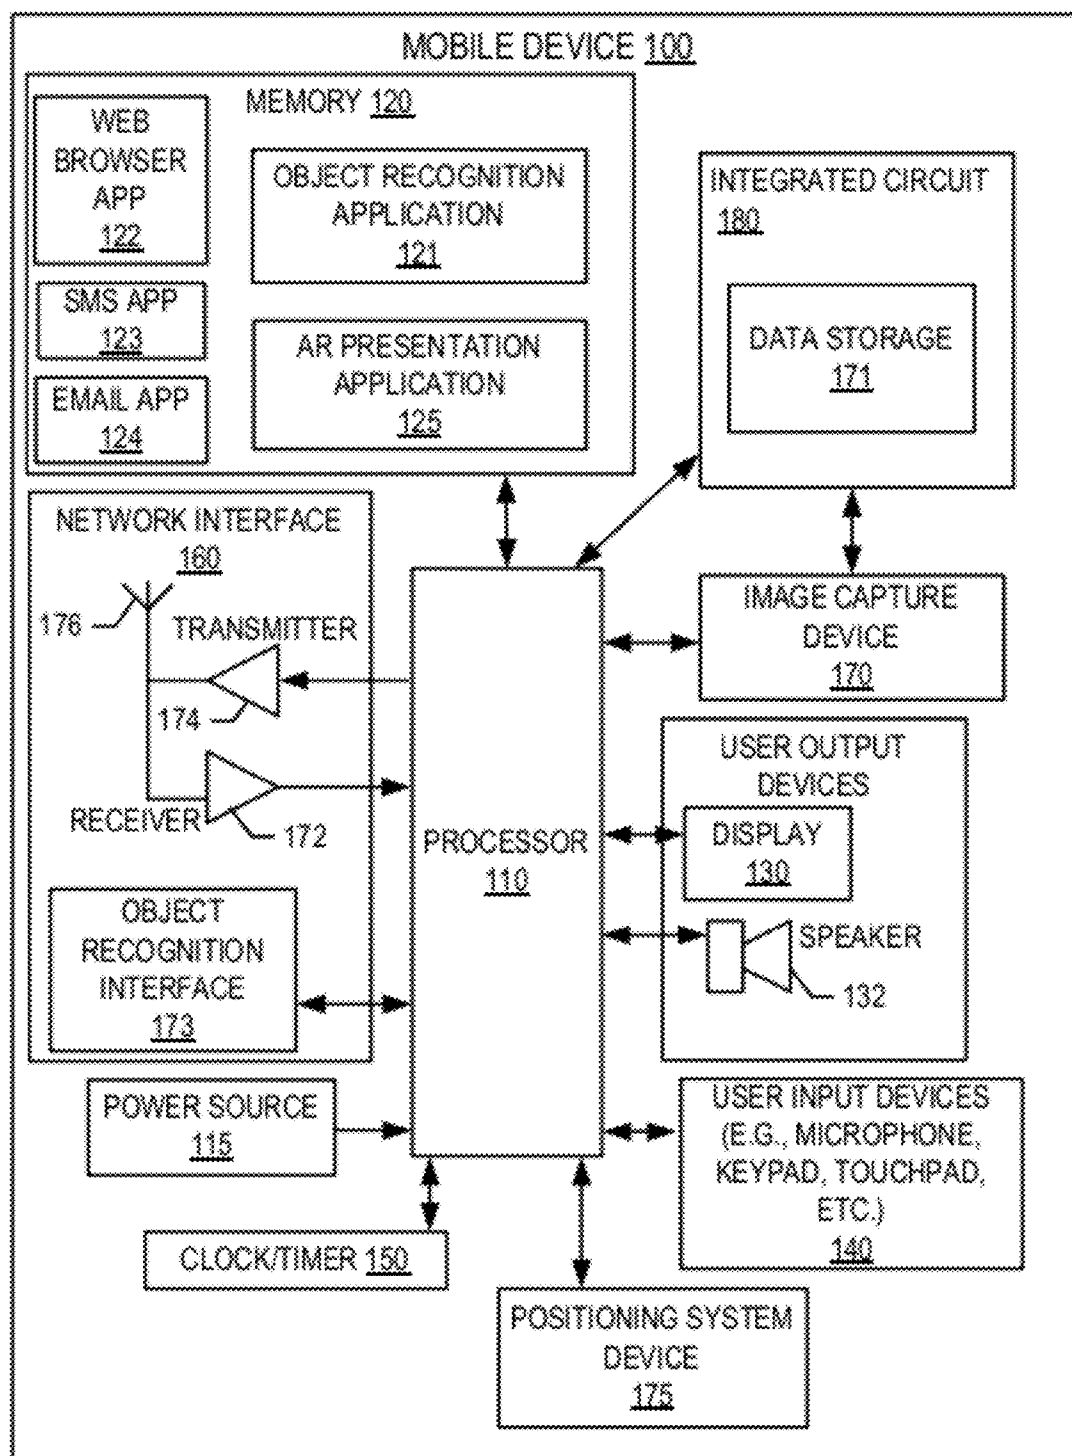 MOBILE DEVICE 100
MEMORY 120
WEB
BROWSER
APP
122
SMS APP
123
EMAIL APP
124
OBJECT RECOGNITION
APPLICATION
121
AR PRESENTATION
APPLICATION
125
INTEGRATED CIRCUIT
180
DATA STORAGE
171
NETWORK INTERFACE
160
176
TRANSMITTER
174
RECEIVER
172
OBJECT
RECOGNITION
INTERFACE
173
PROCESSOR
110
IMAGE CAPTURE
DEVICE
170
USER OUTPUT
DEVICES
DISPLAY
130
SPEAKER
132
POWER SOURCE
115
USER INPUT DEVICES
(E.G., MICROPHONE,
KEYPAD, TOUCHPAD,
ETC.)
140
CLOCK/TIMER 150
POSITIONING SYSTEM
DEVICE
175